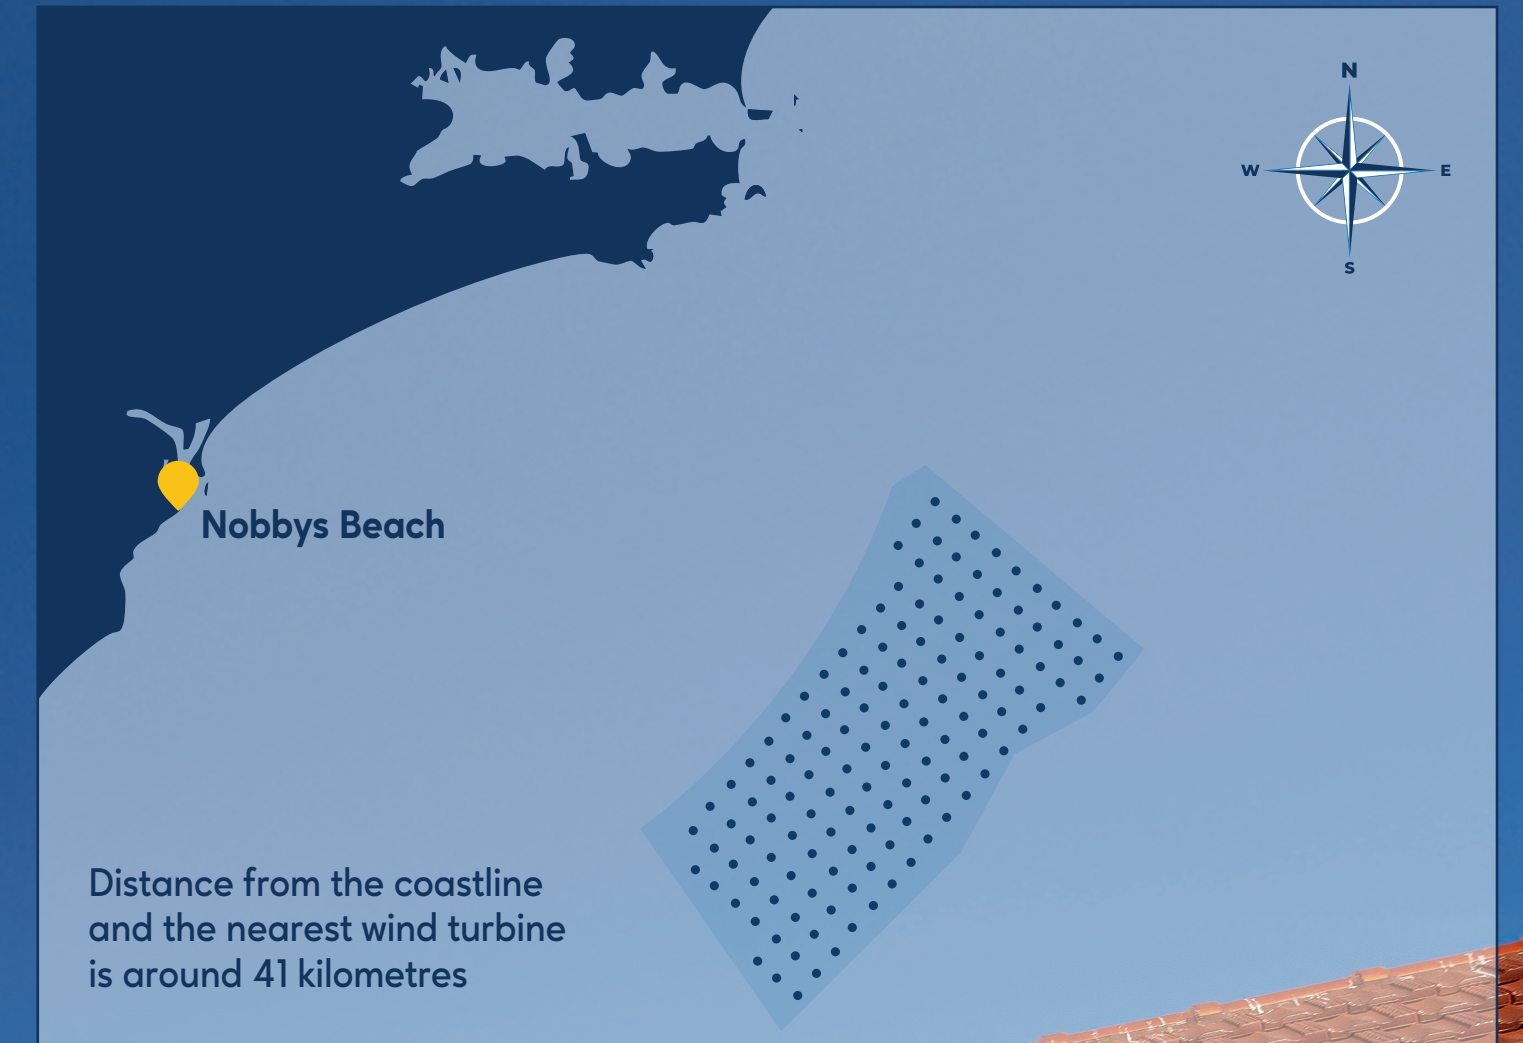 N
W
E
S
Nobbys Beach
Distance from the coastline
and the nearest wind turbine
is around 41 kilometres